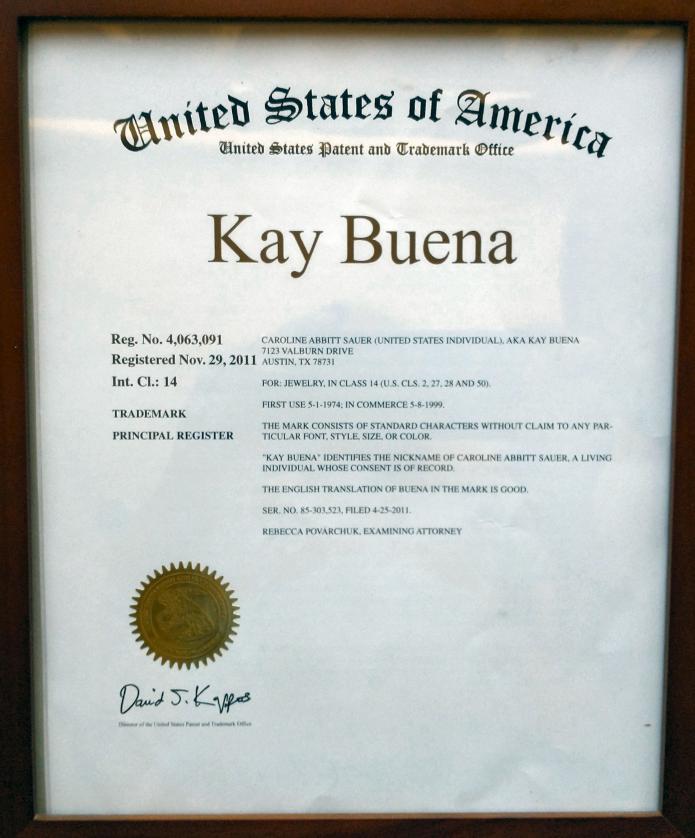 United States of America
United States Patent and Trademark Office
Kay Buena
Reg. No. 4,063,091
Registered Nov. 29, 2011
Int. Cl.: 14
TRADEMARK
PRINCIPAL REGISTER
CAROLINE ABBITT SAUER (UNITED STATES INDIVIDUAL), AKA KAY BUENA
7123 VALBURN DRIVE
AUSTIN, TX 78731
FOR: JEWELRY, IN CLASS 14 (U.S. CLS. 2, 27, 28 AND 50).
FIRST USE 5-1-1974; IN COMMERCE 5-8-1999.
THE MARK CONSISTS OF STANDARD CHARACTERS WITHOUT CLAIM TO ANY PAR-
TICULAR FONT, STYLE, SIZE, OR COLOR.
"KAY BUENA" IDENTIFIES THE NICKNAME OF CAROLINE ABBITT SAUER, A LIVING
INDIVIDUAL WHOSE CONSENT IS OF RECORD.
THE ENGLISH TRANSLATION OF BUENA IN THE MARK IS GOOD.
SER. NO. 85-303,523, FILED 4-25-2011.
REBECCA POVARCHUK, EXAMINING ATTORNEY
David J. Kappos
Director of the United States Patent and Trademark Office